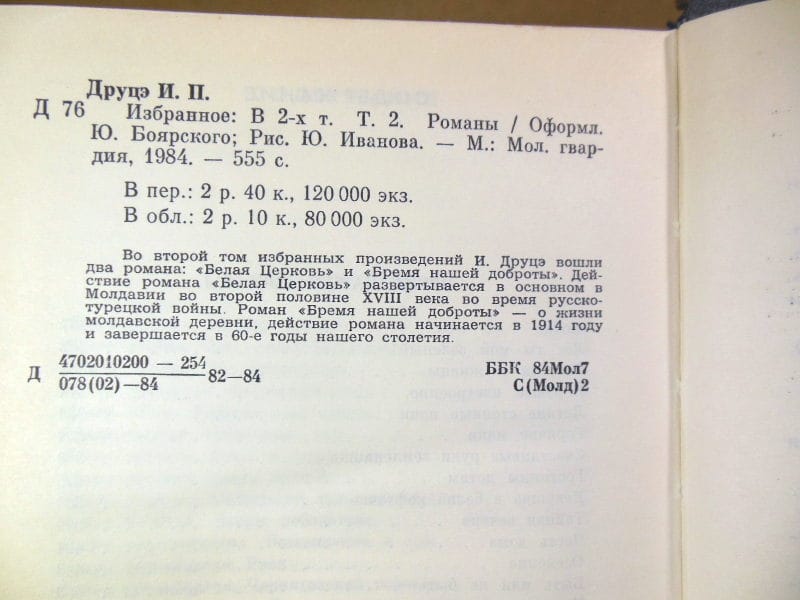 Друцэ И. П.
Д 76 Избранное: В 2-х т. Т. 2. Романы / Оформл.
Ю. Боярского; Рис. Ю. Иванова. — М.: Мол. гвар-
дия, 1984. — 555 с.
В пер.: 2 р. 40 к., 120 000 экз.
В обл.: 2 р. 10 к., 80 000 экз.
Во второй том избранных произведений И. Друцэ вошли
два романа: «Белая Церковь» и «Бремя нашей доброты». Дей-
ствие романа «Белая Церковь» развертывается в основном в
Молдавии во второй половине XVIII века во время русско-
турецкой войны. Роман «Бремя нашей доброты» — о жизни
молдавской деревни, действие романа начинается в 1914 году
и завершается в 60-е годы нашего столетия.
4702010200 — 254
Д 82—84
078(02)—84
ББК 84Мол7
С(Молд)2